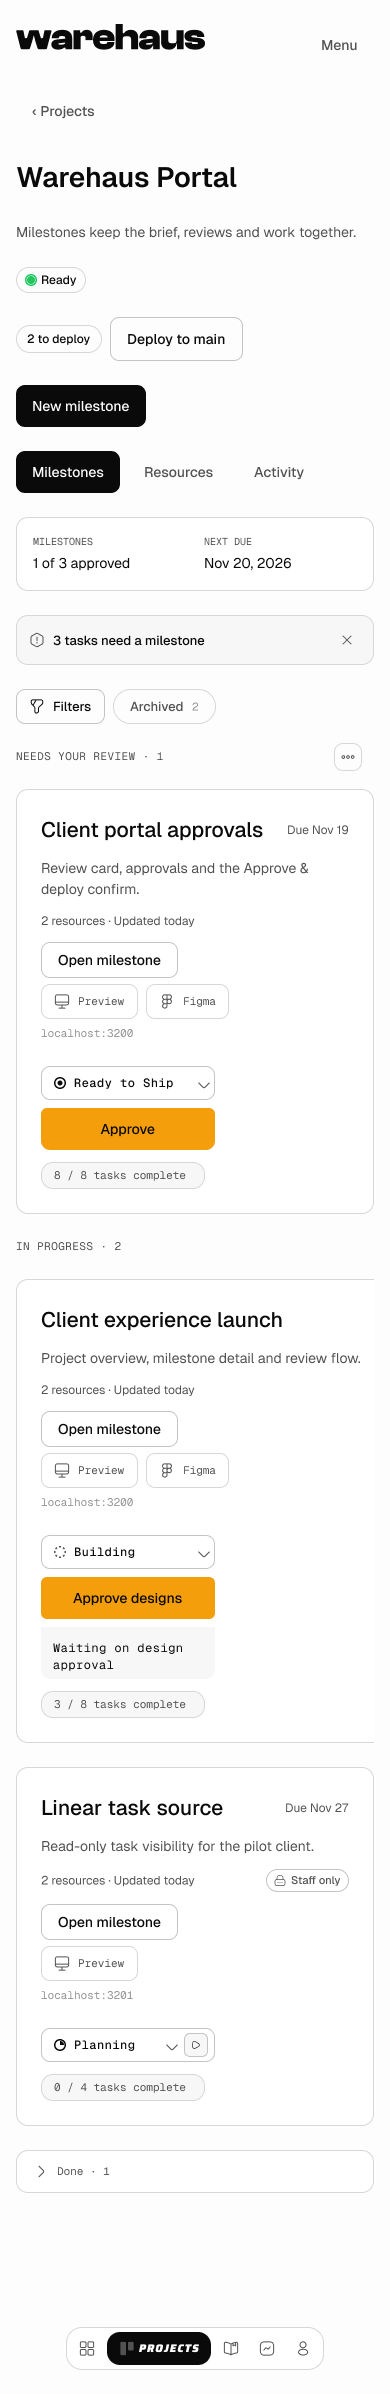 warehaus
Menu
‹ Projects
Warehaus Portal
Milestones keep the brief, reviews and work together.
Ready
2 to deploy
Deploy to main
New milestone
Milestones
Resources
Activity
MILESTONES
NEXT DUE
1 of 3 approved
Nov 20, 2026
3 tasks need a milestone
Filters
Archived 2
NEEDS YOUR REVIEW · 1
Client portal approvals
Due Nov 19
Review card, approvals and the Approve &
deploy confirm.
2 resources · Updated today
Open milestone
Preview
Figma
localhost:3200
Ready to Ship
Approve
8 / 8 tasks complete
IN PROGRESS · 2
Client experience launch
Project overview, milestone detail and review flow.
2 resources · Updated today
Open milestone
Preview
Figma
localhost:3200
Building
Approve designs
Waiting on design
approval
3 / 8 tasks complete
Linear task source
Due Nov 27
Read-only task visibility for the pilot client.
2 resources · Updated today
Staff only
Open milestone
Preview
localhost:3201
Planning
0 / 4 tasks complete
Done · 1
PROJECTS